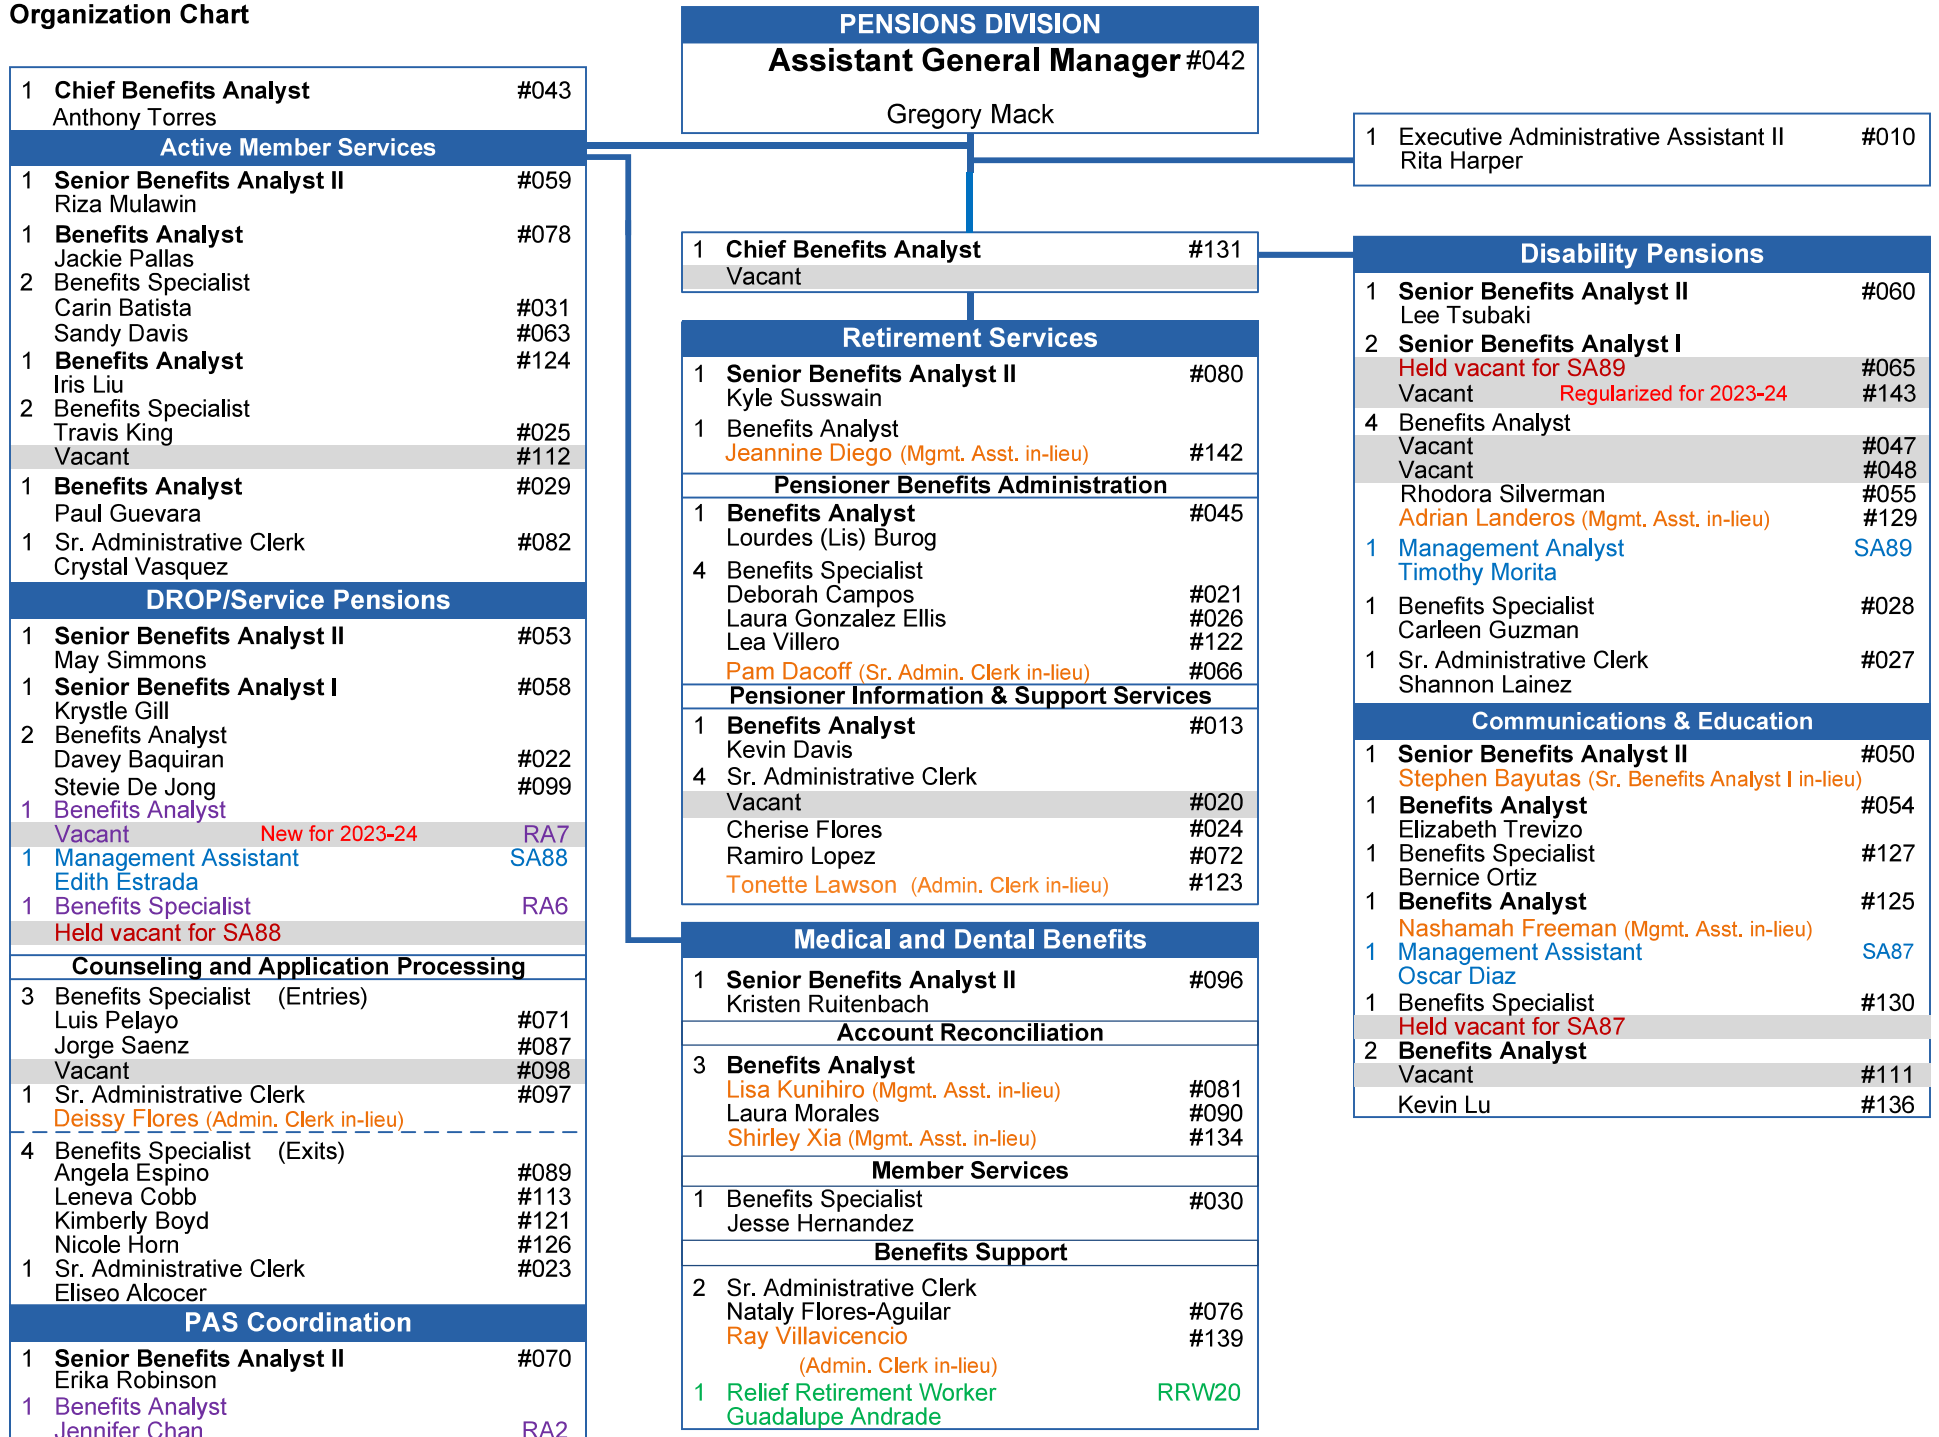 Organization Chart
PENSIONS DIVISION
Assistant General Manager #042
Gregory Mack
1 Executive Administrative Assistant II #010
Rita Harper
1 Chief Benefits Analyst #043
Anthony Torres
Active Member Services
1 Senior Benefits Analyst II #059
Riza Mulawin
1 Benefits Analyst #078
Jackie Pallas
2 Benefits Specialist
Carin Batista #031
Sandy Davis #063
1 Benefits Analyst #124
Iris Liu
2 Benefits Specialist
Travis King #025
Vacant #112
1 Benefits Analyst #029
Paul Guevara
1 Sr. Administrative Clerk #082
Crystal Vasquez
DROP/Service Pensions
1 Senior Benefits Analyst II #053
May Simmons
1 Senior Benefits Analyst I #058
Krystle Gill
2 Benefits Analyst
Davey Baquiran #022
Stevie De Jong #099
1 Benefits Analyst
Vacant New for 2023-24 RA7
1 Management Assistant SA88
Edith Estrada
1 Benefits Specialist RA6
Held vacant for SA88
Counseling and Application Processing
3 Benefits Specialist (Entries)
Luis Pelayo #071
Jorge Saenz #087
Vacant #098
1 Sr. Administrative Clerk #097
Deissy Flores (Admin. Clerk in-lieu)
4 Benefits Specialist (Exits)
Angela Espino #089
Leneva Cobb #113
Kimberly Boyd #121
Nicole Horn #126
1 Sr. Administrative Clerk #023
Eliseo Alcocer
PAS Coordination
1 Senior Benefits Analyst II #070
Erika Robinson
1 Benefits Analyst
Jennifer Chan RA2
1 Chief Benefits Analyst #131
Vacant
Retirement Services
1 Senior Benefits Analyst II #080
Kyle Susswain
1 Benefits Analyst
Jeannine Diego (Mgmt. Asst. in-lieu) #142
Pensioner Benefits Administration
1 Benefits Analyst #045
Lourdes (Lis) Burog
4 Benefits Specialist
Deborah Campos #021
Laura Gonzalez Ellis #026
Lea Villero #122
Pam Dacoff (Sr. Admin. Clerk in-lieu) #066
Pensioner Information & Support Services
1 Benefits Analyst #013
Kevin Davis
4 Sr. Administrative Clerk
Vacant #020
Cherise Flores #024
Ramiro Lopez #072
Tonette Lawson (Admin. Clerk in-lieu) #123
Medical and Dental Benefits
1 Senior Benefits Analyst II #096
Kristen Ruitenbach
Account Reconciliation
3 Benefits Analyst
Lisa Kunihiro (Mgmt. Asst. in-lieu) #081
Laura Morales #090
Shirley Xia (Mgmt. Asst. in-lieu) #134
Member Services
1 Benefits Specialist #030
Jesse Hernandez
Benefits Support
2 Sr. Administrative Clerk
Nataly Flores-Aguilar #076
Ray Villavicencio #139
(Admin. Clerk in-lieu)
1 Relief Retirement Worker RRW20
Guadalupe Andrade
Disability Pensions
1 Senior Benefits Analyst II #060
Lee Tsubaki
2 Senior Benefits Analyst I
Held vacant for SA89 #065
Vacant Regularized for 2023-24 #143
4 Benefits Analyst
Vacant #047
Vacant #048
Rhodora Silverman #055
Adrian Landeros (Mgmt. Asst. in-lieu) #129
1 Management Analyst SA89
Timothy Morita
1 Benefits Specialist #028
Carleen Guzman
1 Sr. Administrative Clerk #027
Shannon Lainez
Communications & Education
1 Senior Benefits Analyst II #050
Stephen Bayutas (Sr. Benefits Analyst I in-lieu)
1 Benefits Analyst #054
Elizabeth Trevizo
1 Benefits Specialist #127
Bernice Ortiz
1 Benefits Analyst #125
Nashamah Freeman (Mgmt. Asst. in-lieu)
1 Management Assistant SA87
Oscar Diaz
1 Benefits Specialist #130
Held vacant for SA87
2 Benefits Analyst
Vacant #111
Kevin Lu #136